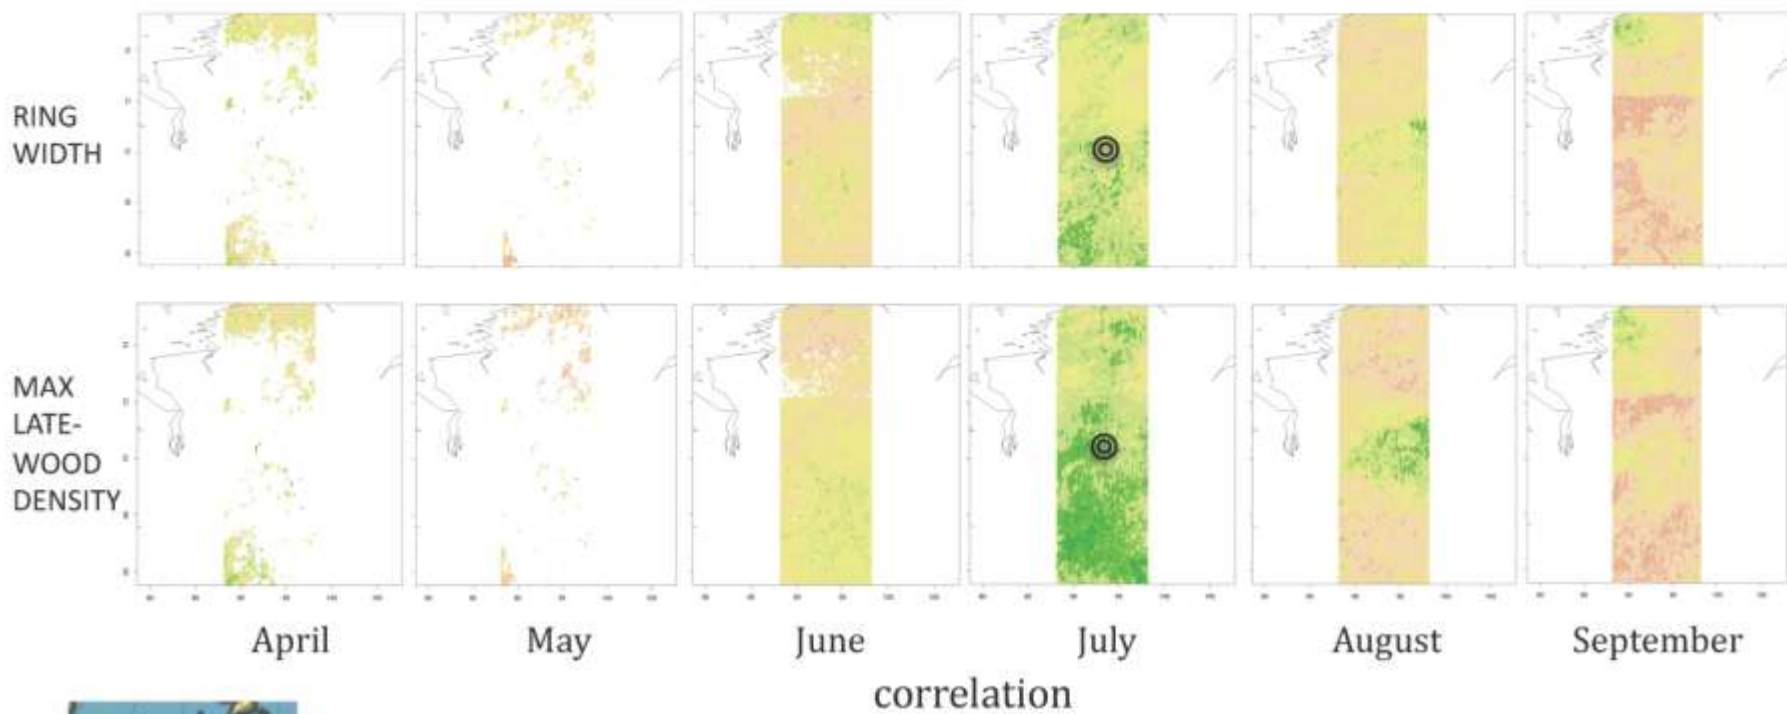 RING
WIDTH
MAX
LATE-
WOOD
DENSITY
April
May
June
July
August
September
correlation